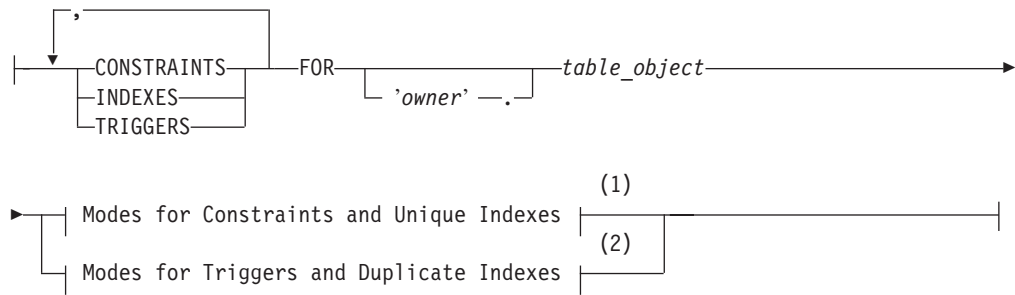 ,
CONSTRAINTS FOR table_object
INDEXES 'owner' .
TRIGGERS
(1)
Modes for Constraints and Unique Indexes
(2)
Modes for Triggers and Duplicate Indexes